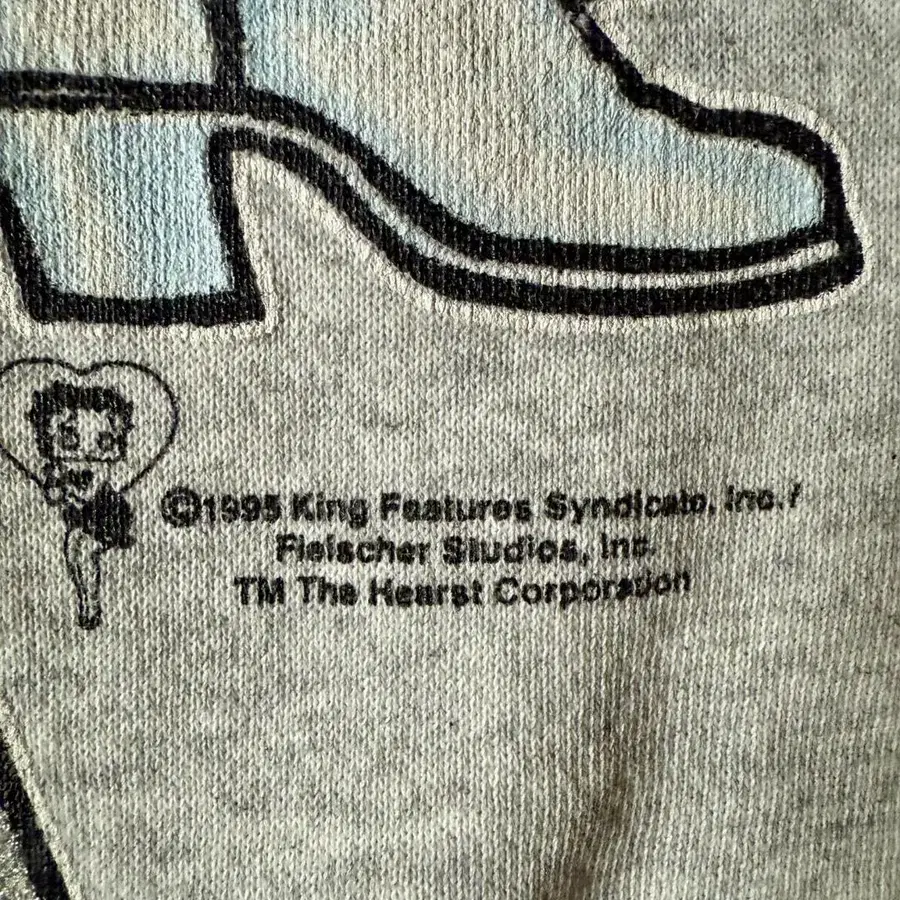 ©1995 King Features Syndicate, Inc./
Fleischer Studios, Inc.
TM The Hearst Corporation